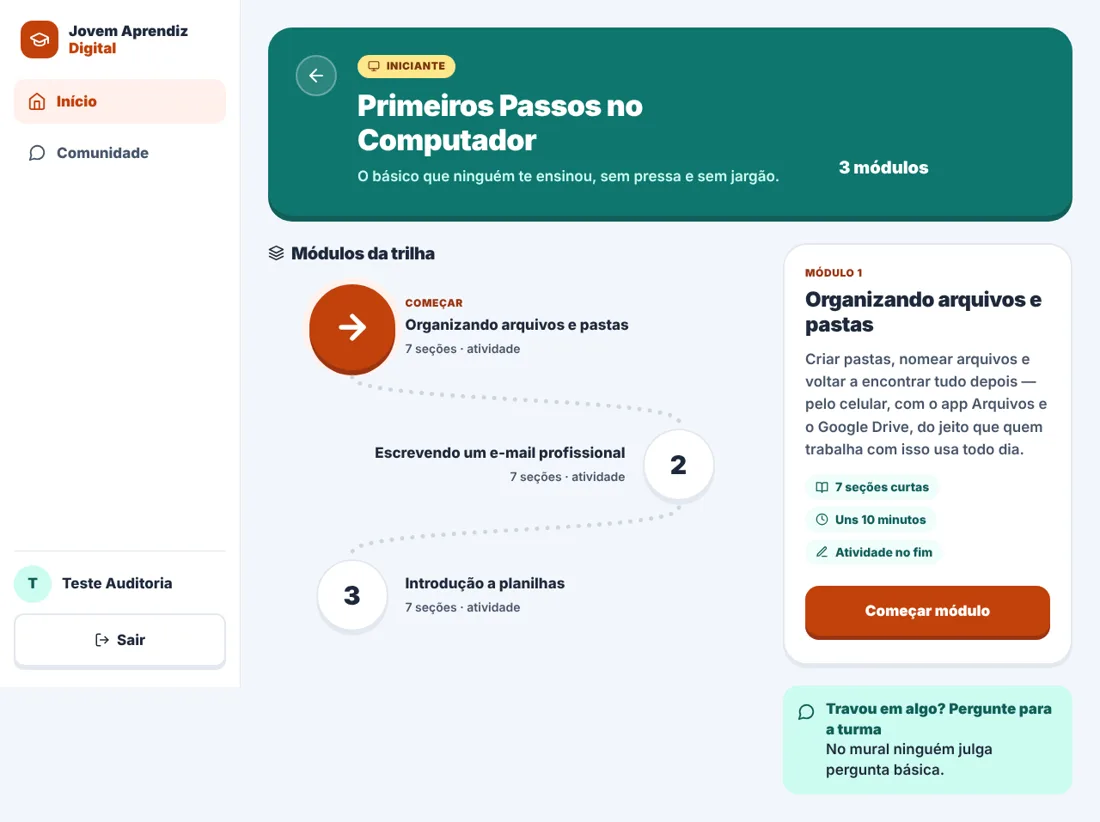 Jovem Aprendiz
Digital
Início
Comunidade
Teste Auditoria
T
Sair
INICIANTE
Primeiros Passos no
Computador
O básico que ninguém te ensinou, sem pressa e sem jargão.
3 módulos
Módulos da trilha
COMEÇAR
Organizando arquivos e pastas
7 seções · atividade
Escrevendo um e-mail profissional
7 seções · atividade
2
3
Introdução a planilhas
7 seções · atividade
MÓDULO 1
Organizando arquivos e
pastas
Criar pastas, nomear arquivos e
voltar a encontrar tudo depois —
pelo celular, com o app Arquivos e
o Google Drive, do jeito que quem
trabalha com isso usa todo dia.
7 seções curtas
Uns 10 minutos
Atividade no fim
Começar módulo
Travou em algo? Pergunte para
a turma
No mural ninguém julga
pergunta básica.